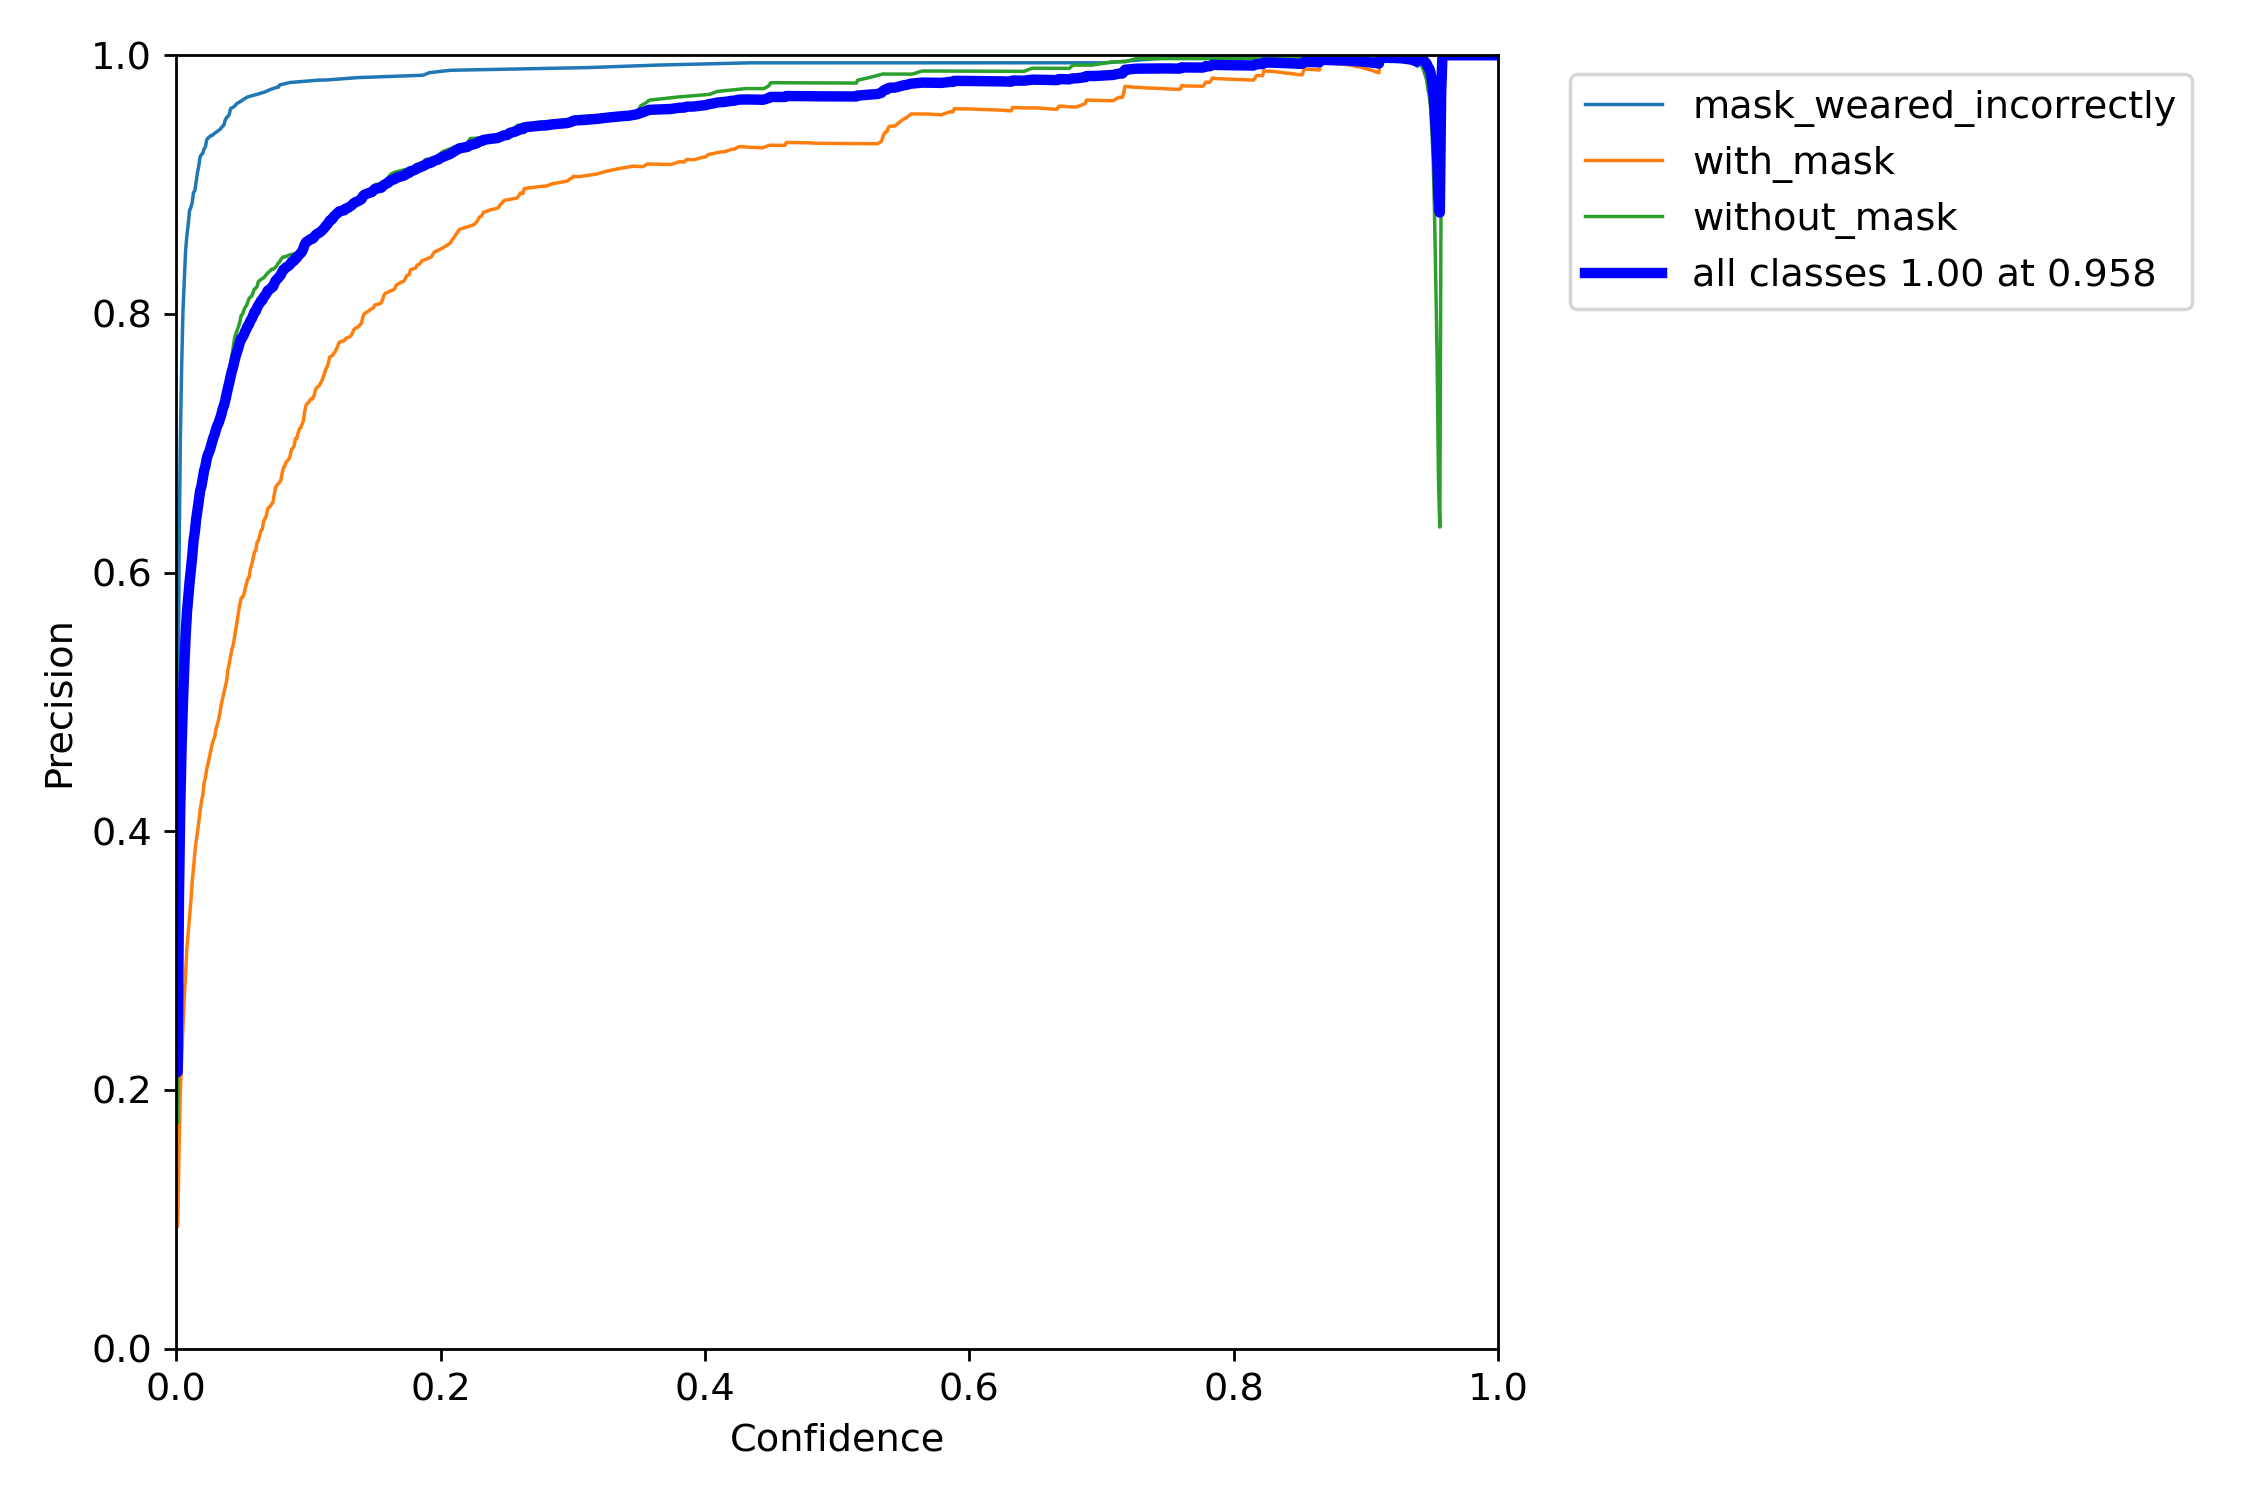 1.0
0.8
0.6
0.4
0.2
0.0
Precision
0.0 0.2 0.4 0.6 0.8 1.0
Confidence
mask_weared_incorrectly
with_mask
without_mask
all classes 1.00 at 0.958